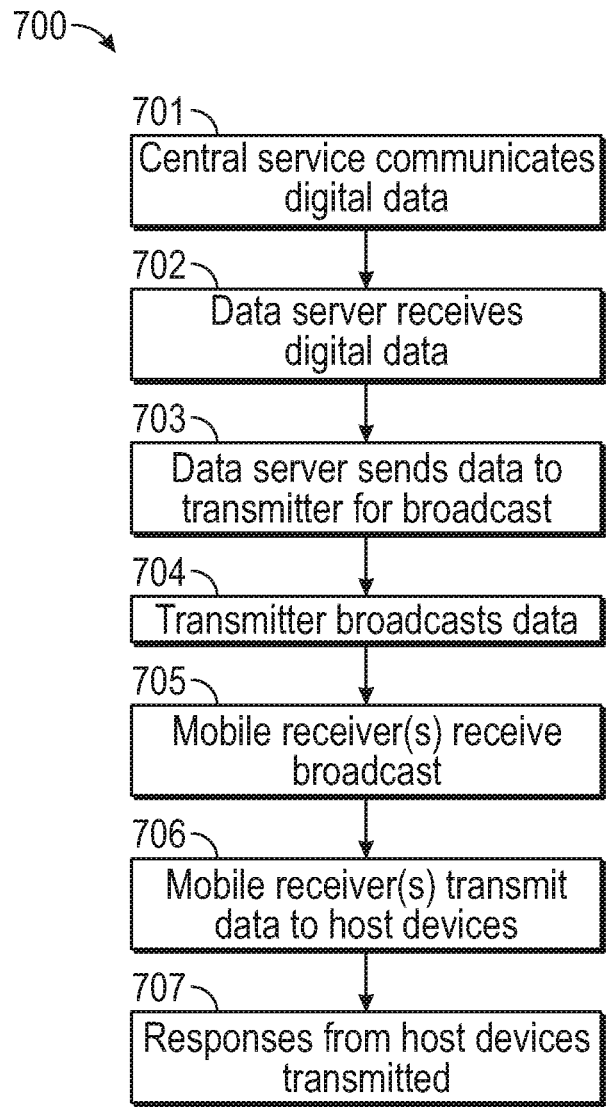 700
701
Central service communicates
digital data
702
Data server receives
digital data
703
Data server sends data to
transmitter for broadcast
704
Transmitter broadcasts data
705
Mobile receiver(s) receive
broadcast
706
Mobile receiver(s) transmit
data to host devices
707
Responses from host devices
transmitted